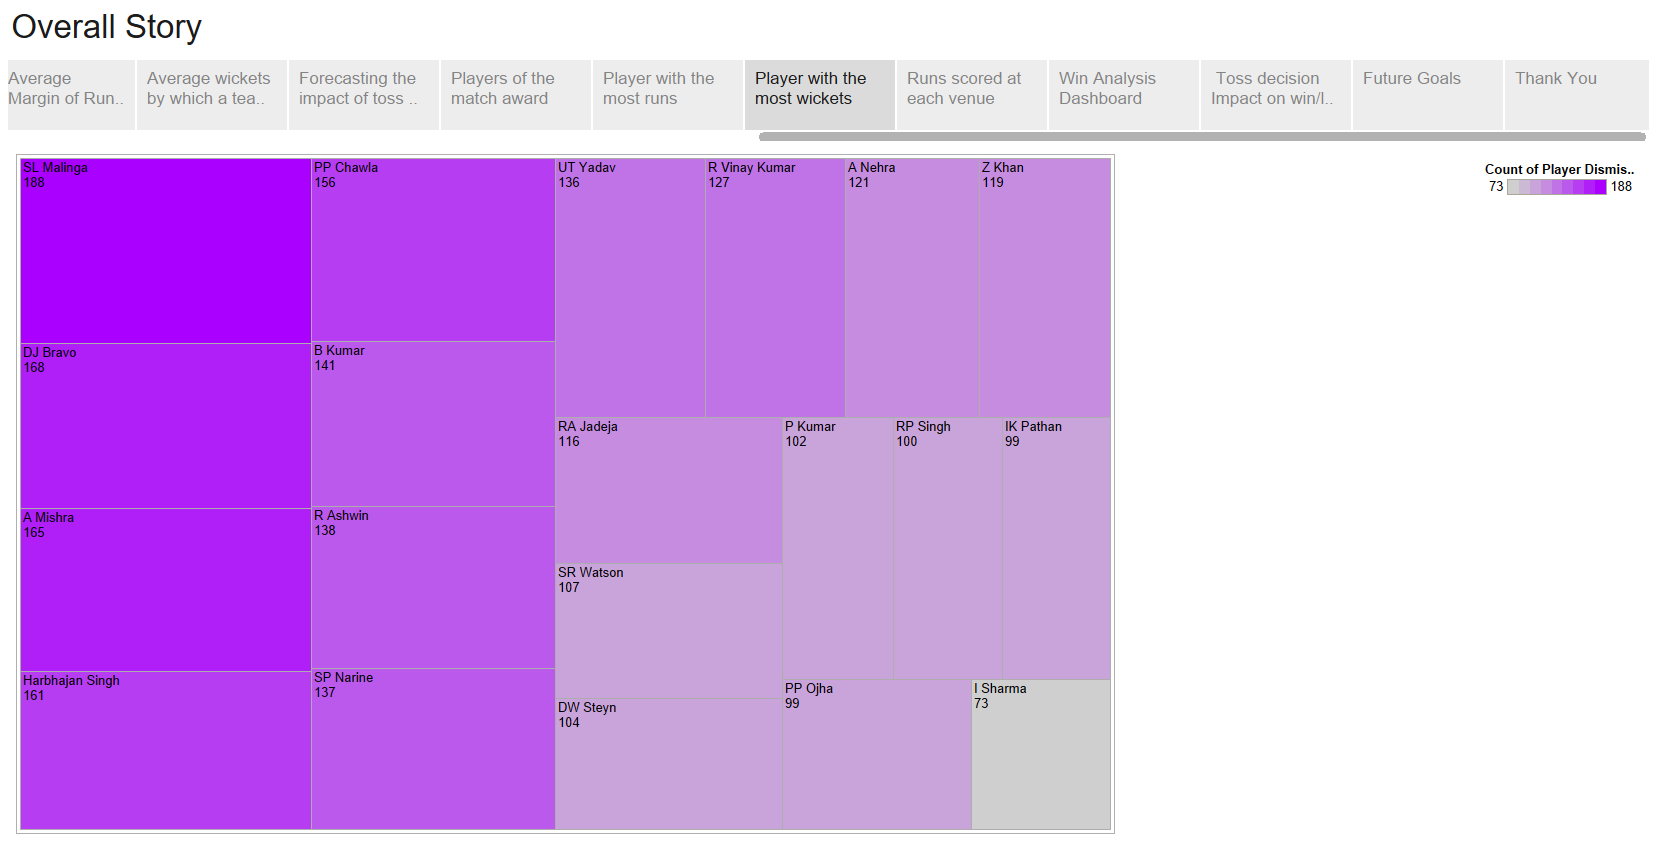 Overall Story
Average
Margin of Run..
Average wickets
by which a tea..
Forecasting the
impact of toss ..
Players of the
match award
Player with the
most runs
Player with the
most wickets
Runs scored at
each venue
Win Analysis
Dashboard
Toss decision
Impact on win/l..
Future Goals
Thank You
SL Malinga
188
DJ Bravo
168
A Mishra
165
Harbhajan Singh
161
PP Chawla
156
B Kumar
141
R Ashwin
138
SP Narine
137
UT Yadav
136
R Vinay Kumar
127
A Nehra
121
Z Khan
119
RA Jadeja
116
SR Watson
107
DW Steyn
104
P Kumar
102
RP Singh
100
IK Pathan
99
PP Ojha
99
I Sharma
73
Count of Player Dismis..
73 188